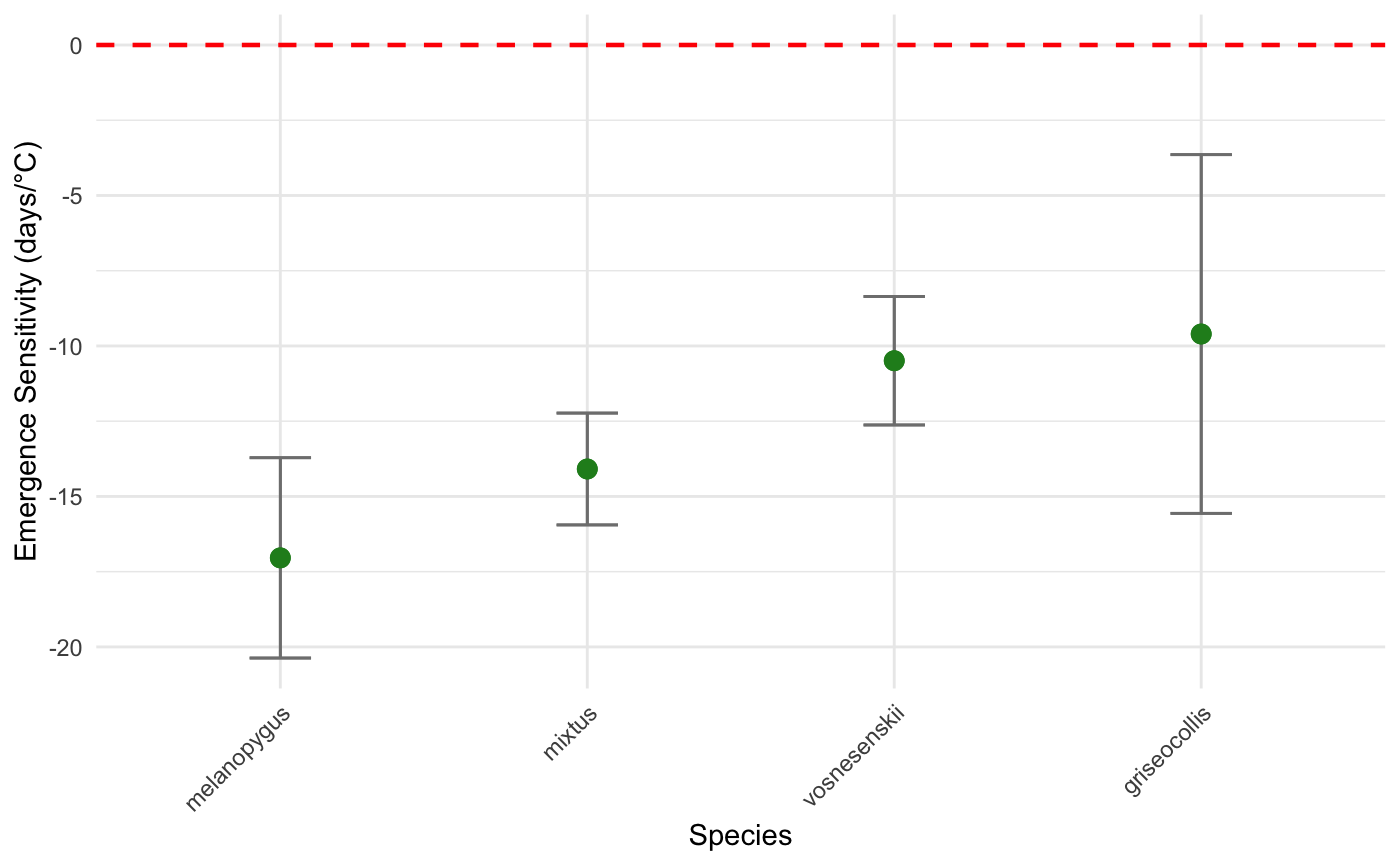 Emergence Sensitivity (days/°C)
0
-5
-10
-15
-20
melanopygus
mixtus
vosnesenskii
griseocollis
Species